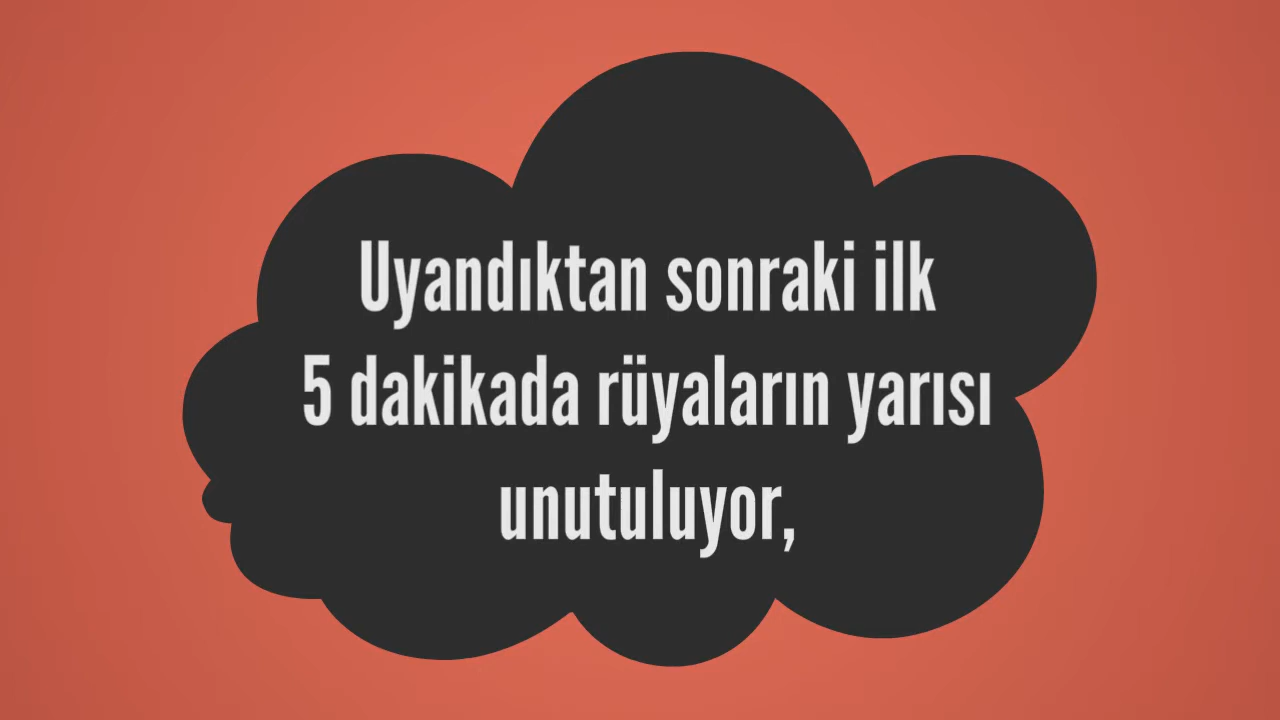 Uyandıktan sonraki ilk
5 dakikada rüyaların yarısı
unutuluyor,